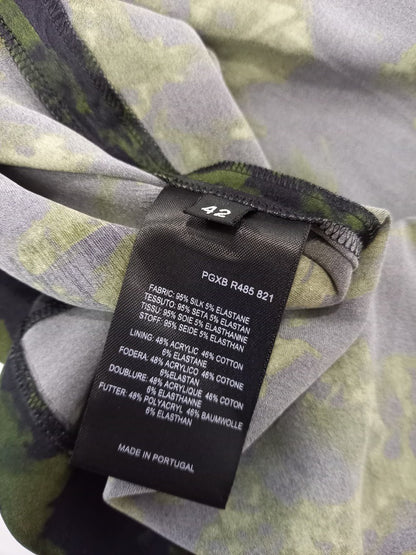 42
PGXB R485 821
FABRIC: 95% SILK 5% ELASTANE
TESSUTO: 95% SETA 5% ELASTAN
TISSU: 95% SOIE 5% ELASTHANNE
STOFF: 95% SEIDE 5% ELASTAN
LINING: 48% ACRYLIC 46% COTTON
6% ELASTANE
FODERA: 48% ACRYLICO 46% COTONE
6%ELASTAN
DOUBLURE: 48% ACRYLIQUE 46% COTON
6% ELASTHANNE
FUTTER: 48% POLYACRYL 46% BAUMWOLLE
6% ELASTHAN
MADE IN PORTUGAL